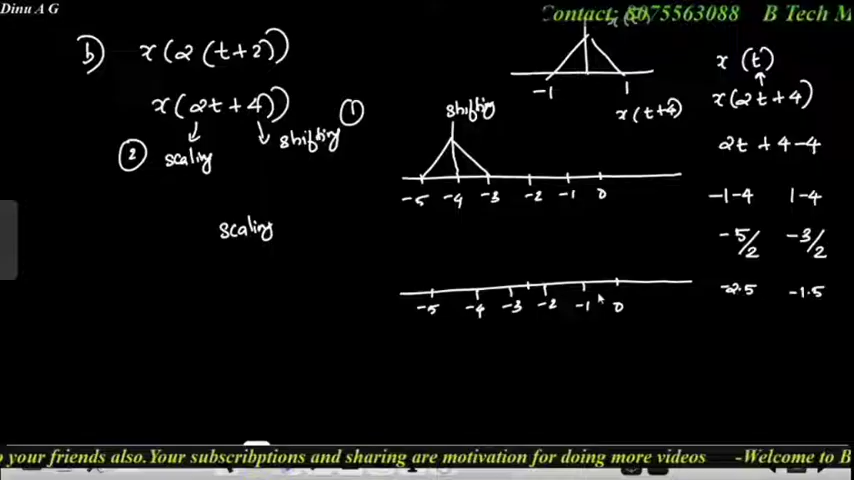 Dinu A G
Contact: 8075563088 B Tech M
b) x(2(t+2))
x(2t+4)) ①
② scaling shifting
scaling
-1 1
x(t+4)
shifting
-5 -4 -3 -2 -1 0
-5 -4 -3 -2 -1 0
x(t)
x(2t+4)
2t+4-4
-1-4 1-4
-5/2 -3/2
-2.5 -1.5
o your friends also.Your subscribptions and sharing are motivation for doing more videos -Welcome to B